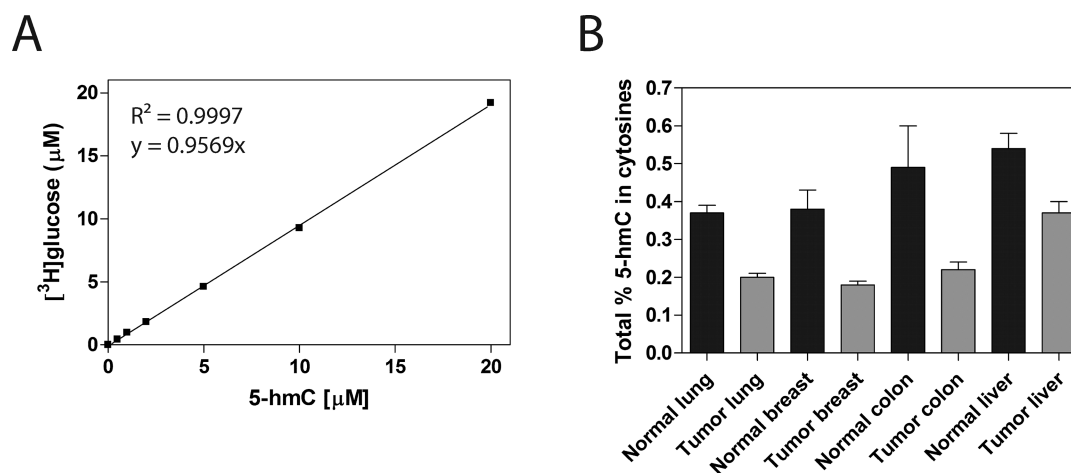 A
B
R² = 0.9997
y = 0.9569x
[³H]glucose (µM)
20
15
10
5
0
0 5 10 15 20
5-hmC [µM]
Total % 5-hmC in cytosines
0.7
0.6
0.5
0.4
0.3
0.2
0.1
0.0
Normal lung
Tumor lung
Normal breast
Tumor breast
Normal colon
Tumor colon
Normal liver
Tumor liver